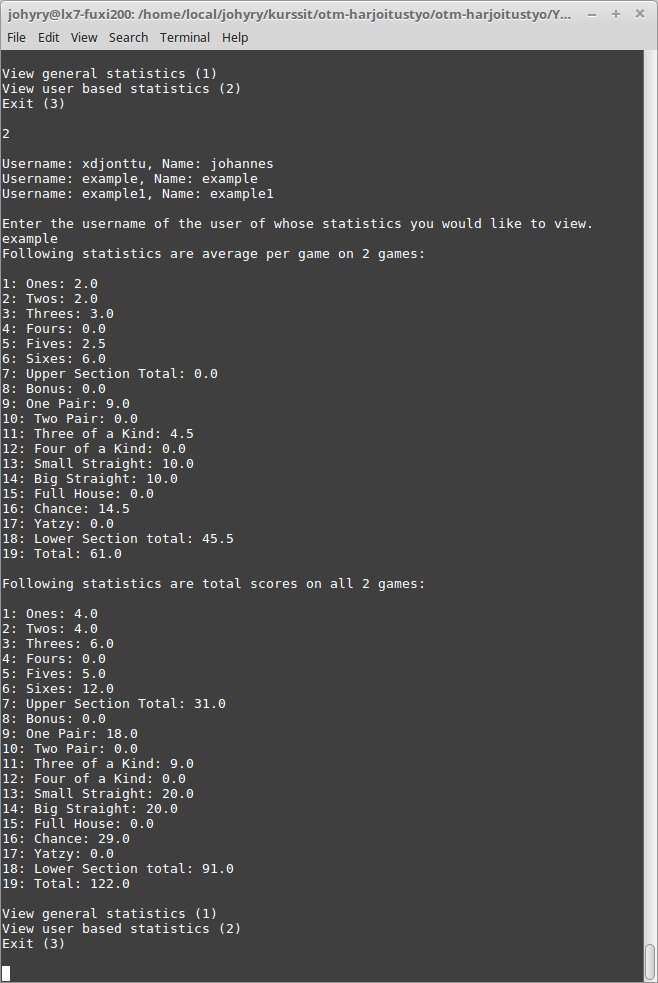 johyry@lx7-fuxi200: /home/local/johyry/kurssit/otm-harjoitustyo/otm-harjoitustyo/Y...
File Edit View Search Terminal Help
View general statistics (1)
View user based statistics (2)
Exit (3)
2
Username: xdjonttu, Name: johannes
Username: example, Name: example
Username: example1, Name: example1
Enter the username of the user of whose statistics you would like to view.
example
Following statistics are average per game on 2 games:
1: Ones: 2.0
2: Twos: 2.0
3: Threes: 3.0
4: Fours: 0.0
5: Fives: 2.5
6: Sixes: 6.0
7: Upper Section Total: 0.0
8: Bonus: 0.0
9: One Pair: 9.0
10: Two Pair: 0.0
11: Three of a Kind: 4.5
12: Four of a Kind: 0.0
13: Small Straight: 10.0
14: Big Straight: 10.0
15: Full House: 0.0
16: Chance: 14.5
17: Yatzy: 0.0
18: Lower Section total: 45.5
19: Total: 61.0
Following statistics are total scores on all 2 games:
1: Ones: 4.0
2: Twos: 4.0
3: Threes: 6.0
4: Fours: 0.0
5: Fives: 5.0
6: Sixes: 12.0
7: Upper Section Total: 31.0
8: Bonus: 0.0
9: One Pair: 18.0
10: Two Pair: 0.0
11: Three of a Kind: 9.0
12: Four of a Kind: 0.0
13: Small Straight: 20.0
14: Big Straight: 20.0
15: Full House: 0.0
16: Chance: 29.0
17: Yatzy: 0.0
18: Lower Section total: 91.0
19: Total: 122.0
View general statistics (1)
View user based statistics (2)
Exit (3)